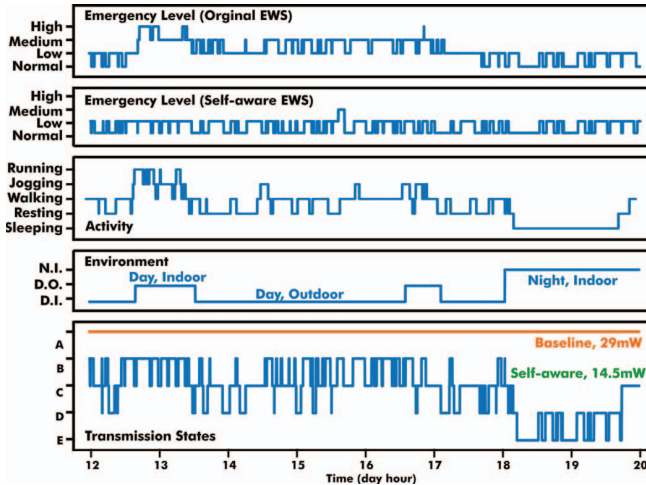 Emergency Level (Orginal EWS)
High
Medium
Low
Normal
Emergency Level (Self-aware EWS)
High
Medium
Low
Normal
Running
Jogging
Walking
Resting
Sleeping
Activity
Environment
N.I.
D.O.
D.I.
Day, Indoor
Day, Outdoor
Night, Indoor
A
B
C
D
E
Baseline, 29mW
Self-aware, 14.5mW
Transmission States
12 13 14 15 16 17 18 19 20
Time (day hour)